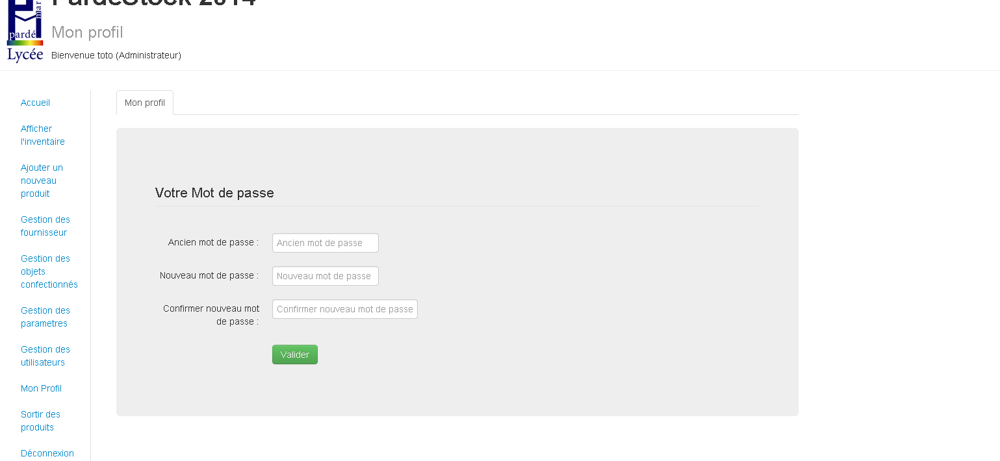 PardeStock 2014
mar
pardé
Lycée
Mon profil
Bienvenue toto (Administrateur)
Accueil
Afficher
l'inventaire
Ajouter un
nouveau
produit
Gestion des
fournisseur
Gestion des
objets
confectionnés
Gestion des
parametres
Gestion des
utilisateurs
Mon Profil
Sortir des
produits
Déconnexion
Mon profil
Votre Mot de passe
Ancien mot de passe :
Ancien mot de passe
Nouveau mot de passe :
Nouveau mot de passe
Confirmer nouveau mot
de passe :
Confirmer nouveau mot de passe
Valider